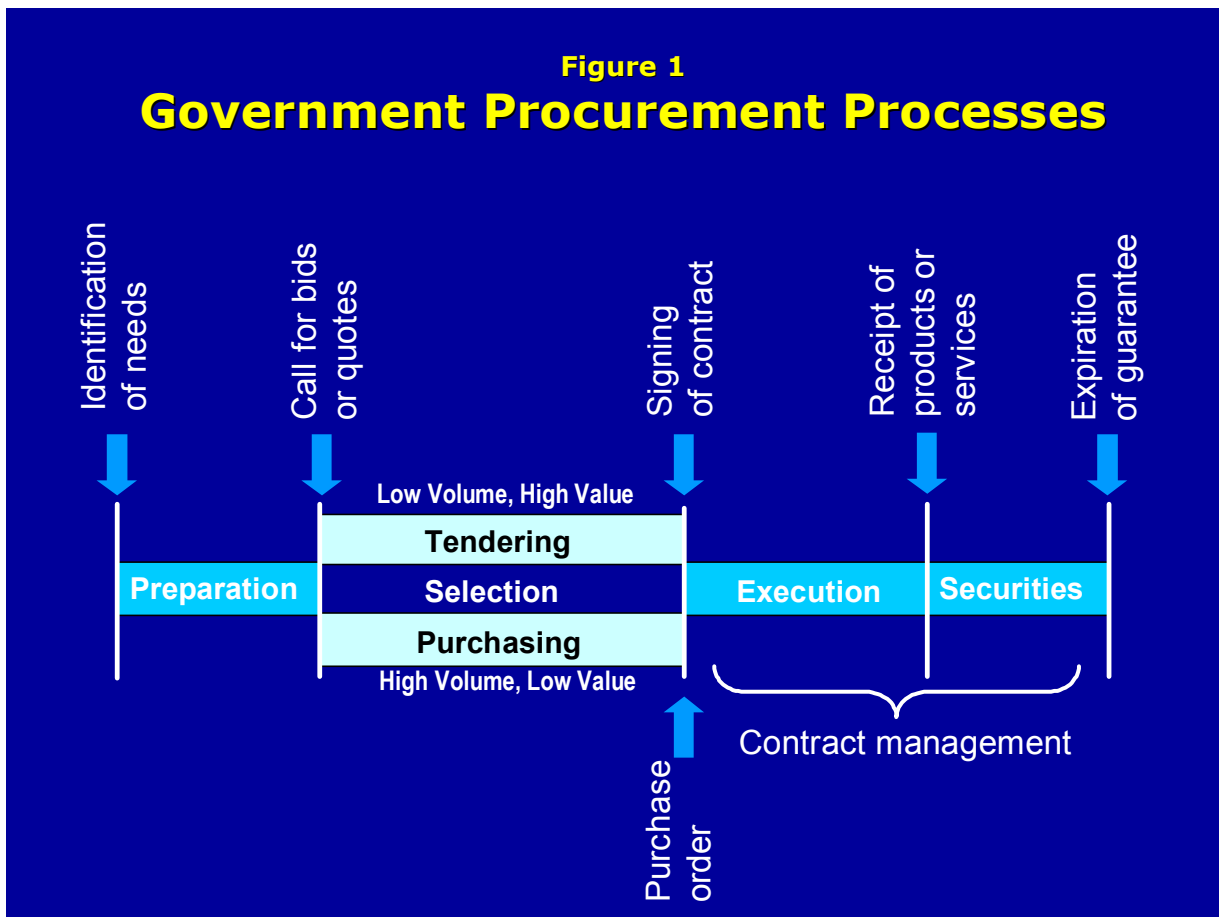 Figure 1
Government Procurement Processes
Identification
of needs
Call for bids
or quotes
Signing
of contract
Receipt of
products or
services
Expiration
of guarantee
Low Volume, High Value
Tendering
Preparation
Selection
Execution
Securities
Purchasing
High Volume, Low Value
Contract management
Purchase
order